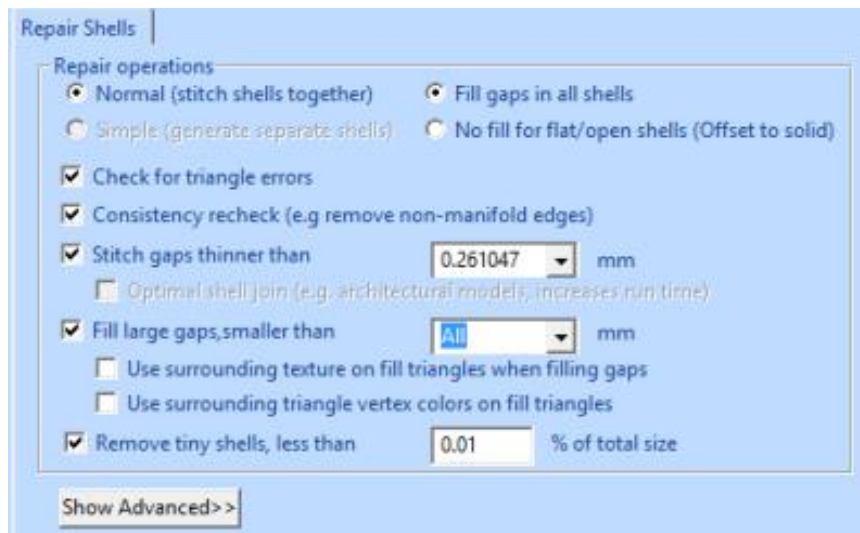 Repair Shells
Repair operations
Normal (stitch shells together) Fill gaps in all shells
Simple (generate separate shells) No fill for flat/open shells (Offset to solid)
Check for triangle errors
Consistency recheck (e.g remove non-manifold edges)
Stitch gaps thinner than 0.261047 mm
Optimal shell join (e.g. architectural models, increases run time)
Fill large gaps,smaller than All mm
Use surrounding texture on fill triangles when filling gaps
Use surrounding triangle vertex colors on fill triangles
Remove tiny shells, less than 0.01 % of total size
Show Advanced>>